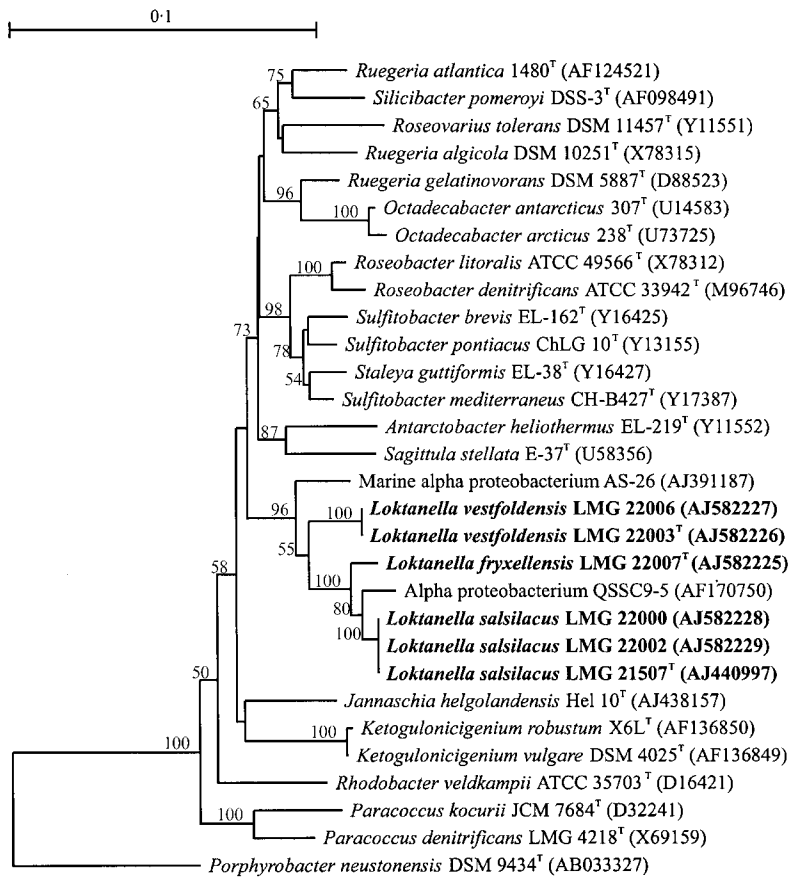 0·1
75
Ruegeria atlantica 1480ᵀ (AF124521)
Silicibacter pomeroyi DSS-3ᵀ (AF098491)
65
Roseovarius tolerans DSM 11457ᵀ (Y11551)
Ruegeria algicola DSM 10251ᵀ (X78315)
Ruegeria gelatinovorans DSM 5887ᵀ (D88523)
96
100
Octadecabacter antarcticus 307ᵀ (U14583)
Octadecabacter arcticus 238ᵀ (U73725)
Roseobacter litoralis ATCC 49566ᵀ (X78312)
100
Roseobacter denitrificans ATCC 33942ᵀ (M96746)
98
Sulfitobacter brevis EL-162ᵀ (Y16425)
73
Sulfitobacter pontiacus ChLG 10ᵀ (Y13155)
78
Staleya guttiformis EL-38ᵀ (Y16427)
54
Sulfitobacter mediterraneus CH-B427ᵀ (Y17387)
Antarctobacter heliothermus EL-219ᵀ (Y11552)
87
Sagittula stellata E-37ᵀ (U58356)
Marine alpha proteobacterium AS-26 (AJ391187)
96
100
Loktanella vestfoldensis LMG 22006 (AJ582227)
Loktanella vestfoldensis LMG 22003ᵀ (AJ582226)
55
Loktanella fryxellensis LMG 22007ᵀ (AJ582225)
58
100
Alpha proteobacterium QSSC9-5 (AF170750)
80
Loktanella salsilacus LMG 22000 (AJ582228)
100
Loktanella salsilacus LMG 22002 (AJ582229)
Loktanella salsilacus LMG 21507ᵀ (AJ440997)
50
Jannaschia helgolandensis Hel 10ᵀ (AJ438157)
100
Ketogulonicigenium robustum X6Lᵀ (AF136850)
100
Ketogulonicigenium vulgare DSM 4025ᵀ (AF136849)
Rhodobacter veldkampii ATCC 35703ᵀ (D16421)
100
Paracoccus kocurii JCM 7684ᵀ (D32241)
Paracoccus denitrificans LMG 4218ᵀ (X69159)
Porphyrobacter neustonensis DSM 9434ᵀ (AB033327)